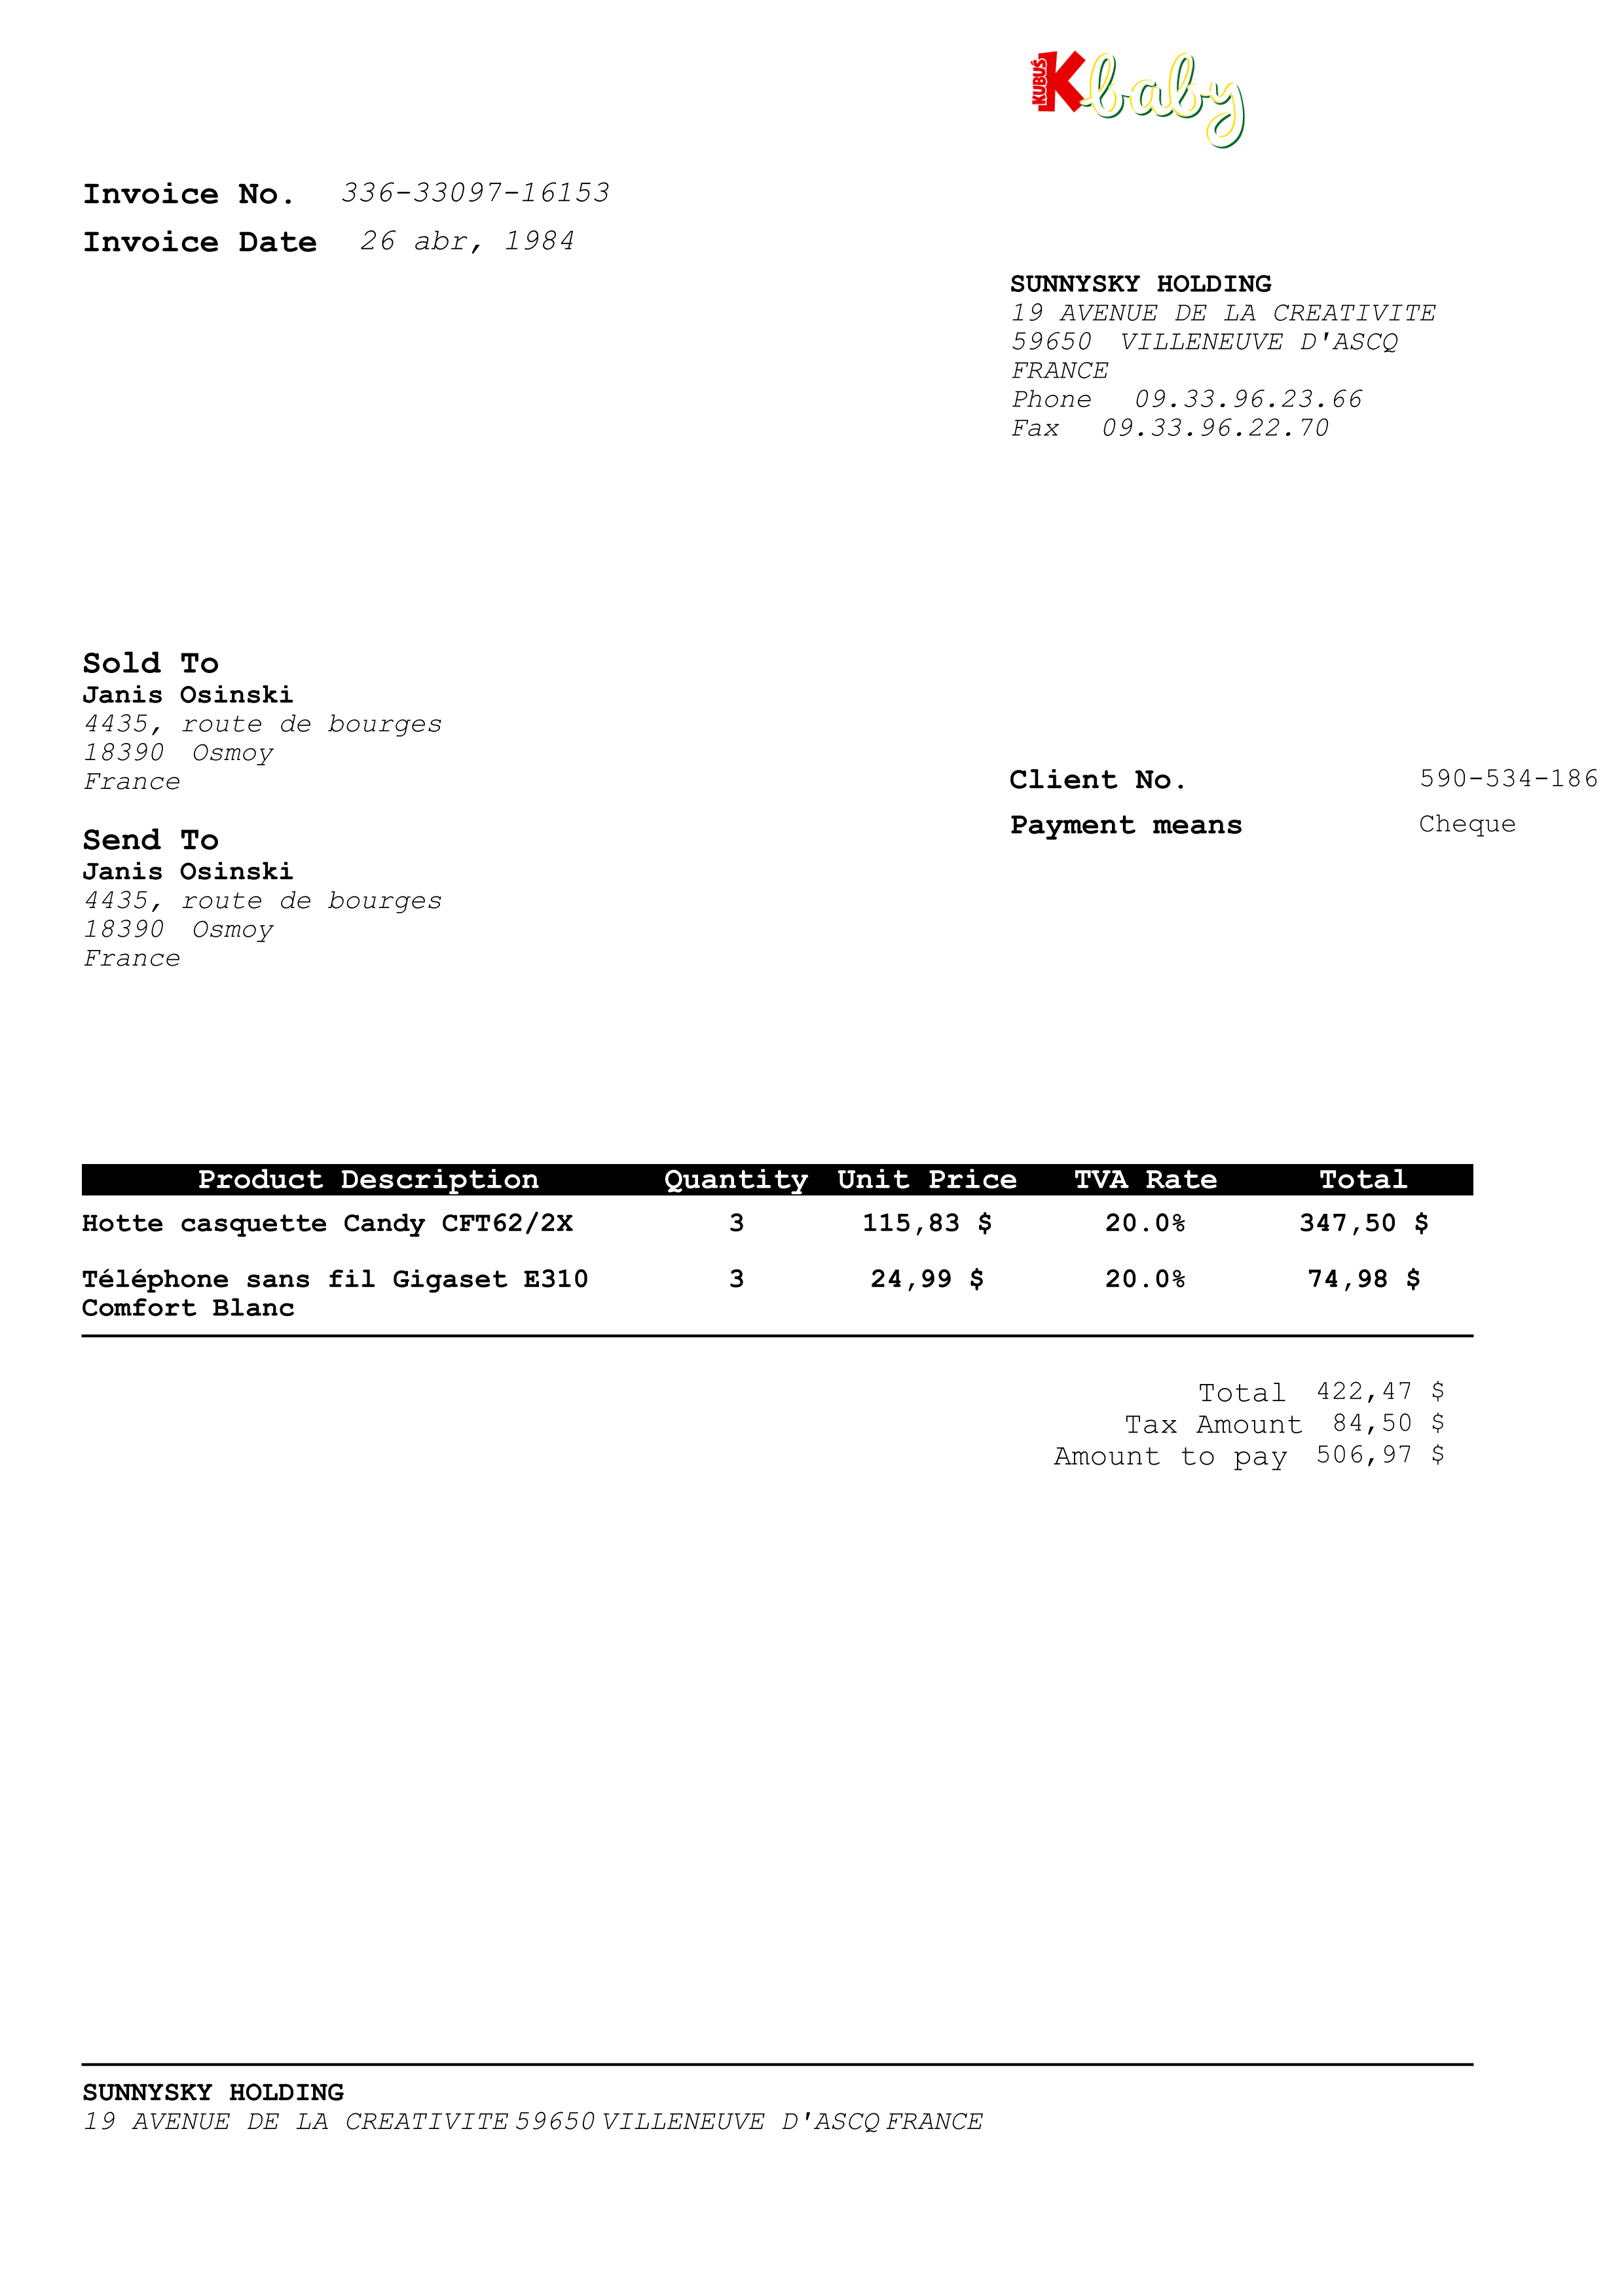 KUBUŚ K baby
Invoice No. 336-33097-16153
Invoice Date 26 abr, 1984
SUNNYSKY HOLDING
19 AVENUE DE LA CREATIVITE
59650 VILLENEUVE D'ASCQ
FRANCE
Phone 09.33.96.23.66
Fax 09.33.96.22.70
Sold To
Janis Osinski
4435, route de bourges
18390 Osmoy
France
Client No. 590-534-186
Payment means Cheque
Send To
Janis Osinski
4435, route de bourges
18390 Osmoy
France
Product Description Quantity Unit Price TVA Rate Total
Hotte casquette Candy CFT62/2X 3 115,83 $ 20.0% 347,50 $
Téléphone sans fil Gigaset E310 3 24,99 $ 20.0% 74,98 $
Comfort Blanc
Total 422,47 $
Tax Amount 84,50 $
Amount to pay 506,97 $
SUNNYSKY HOLDING
19 AVENUE DE LA CREATIVITE 59650 VILLENEUVE D'ASCQ FRANCE